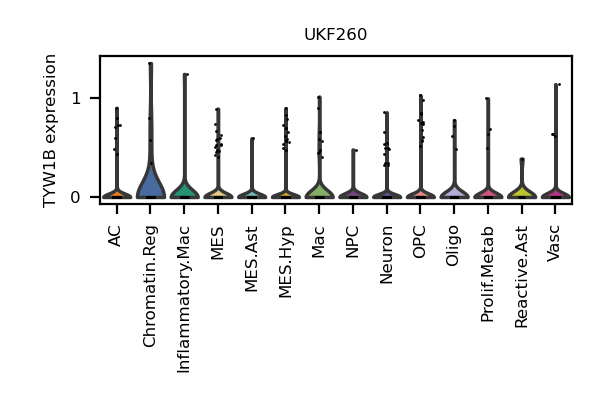 UKF260
TYW1B expression
1
0
AC
Chromatin.Reg
Inflammatory.Mac
MES
MES.Ast
MES.Hyp
Mac
NPC
Neuron
OPC
Oligo
Prolif.Metab
Reactive.Ast
Vasc